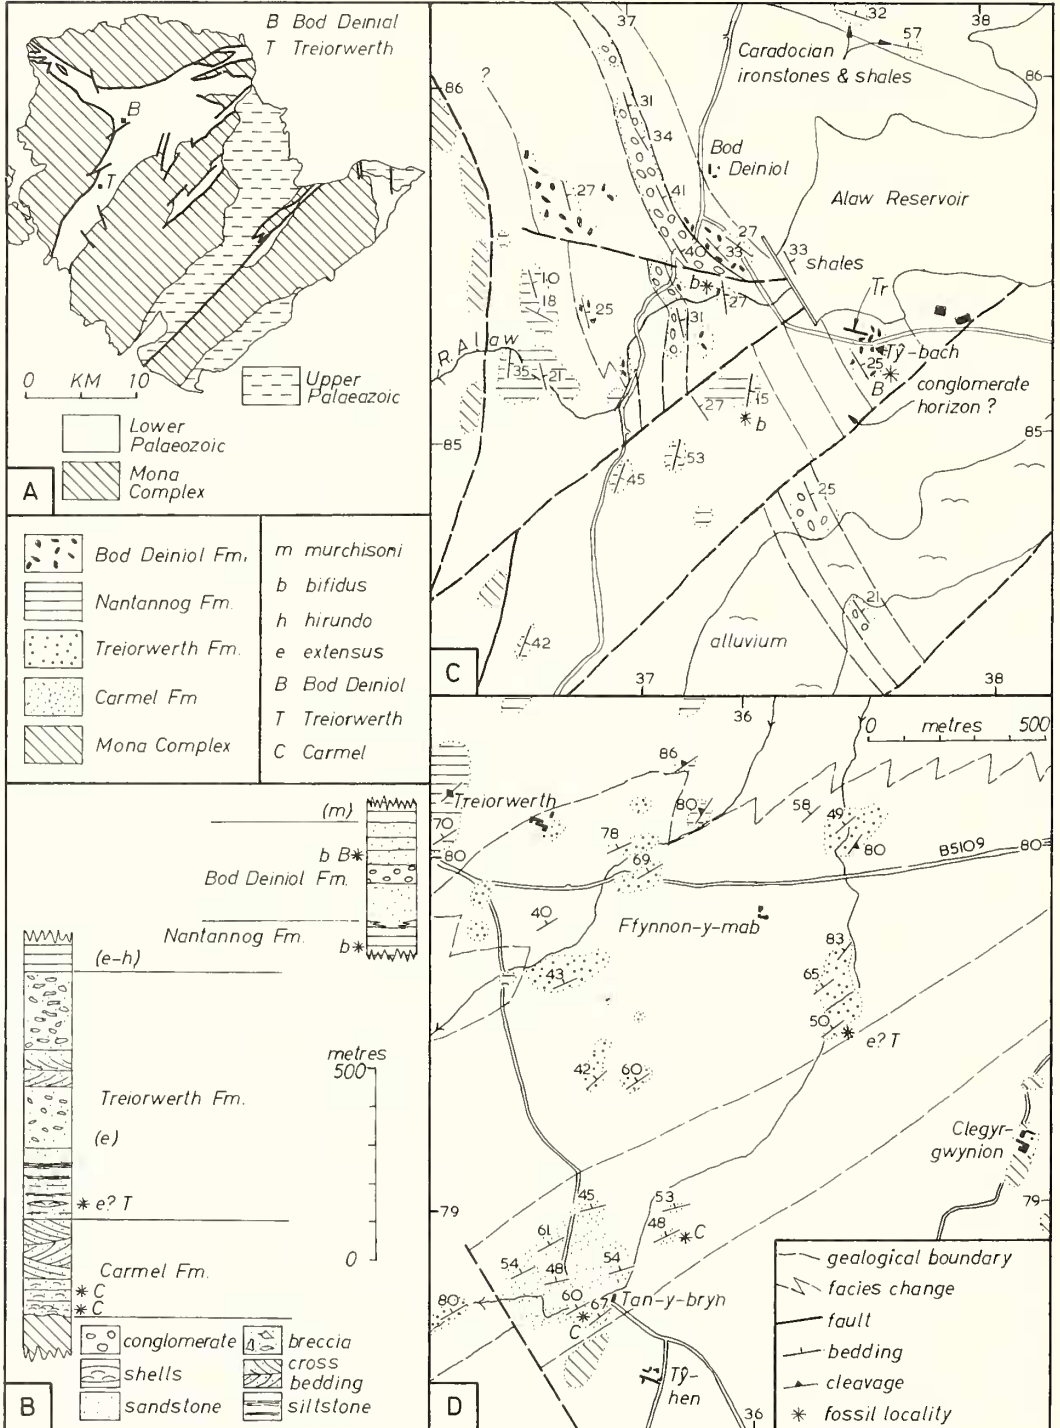 B Bod Deinial
T Treiorwerth
B
T
0 KM 10
Upper
Palaeozoic
Lower
Palaeozoic
Mona
Complex
A
Bod Deiniol Fm.
Nantannog Fm.
Treiorwerth Fm.
Carmel Fm
Mona Complex
m murchisoni
b bifidus
h hirundo
e extensus
B Bod Deiniol
T Treiorwerth
C Carmel
(m)
b B
Bod Deiniol Fm.
Nantannog Fm.
b
(e-h)
metres
500
Treiorwerth Fm.
(e)
e? T
0
Carmel Fm.
C
C
conglomerate
breccia
shells
cross
bedding
sandstone
siltstone
B
37
38
32
57
Caradocian
ironstones & shales
86
86
?
31
34
Bod
Deiniol
27
41
Alaw Reservoir
27
40
33
33
shales
b
10
18
27
Tr
25
31
R. Alaw
Tŷ-bach
25
35
21
B
conglomerate
horizon ?
15
27
b
85
85
53
45
25
21
42
alluvium
C
37
38
36
0 metres 500
86
Treiorwerth
80
58
49
70
78
80
80
B5109
80
69
40
Ffynnon-y-mab
83
43
65
50
e? T
42
60
Clegyr-
gwynion
79
79
45
53
61
48
C
54
48
54
60
Tan-y-bryn
80
67
C
Tŷ-
hen
36
geological boundary
facies change
fault
bedding
cleavage
fossil locality
D